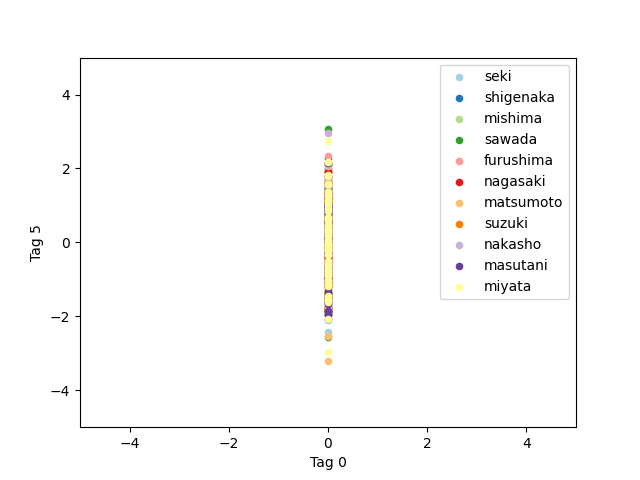 seki
shigenaka
mishima
sawada
furushima
nagasaki
matsumoto
suzuki
nakasho
masutani
miyata
4
2
0
−2
−4
Tag 5
−4
−2
0
2
4
Tag 0